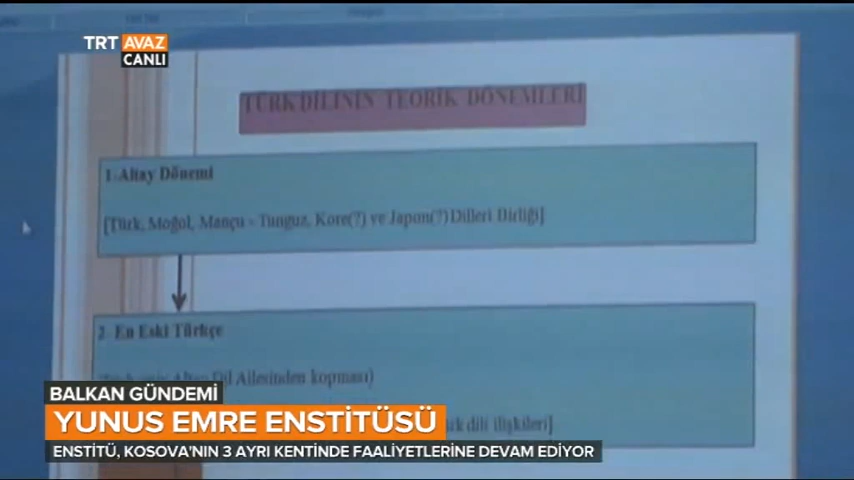 TRT AVAZ
CANLI
TÜRK DİLİNİN TEORİK DÖNEMLERİ
1-Altay Dönemi
[Türk, Moğol, Mançu - Tunguz, Kore(?) ve Japon(?) Dilleri Birliği]
2- En Eski Türkçe
Altay Dil Ailesinden kopması)
dili ilişkileri]
BALKAN GÜNDEMİ
YUNUS EMRE ENSTİTÜSÜ
ENSTİTÜ, KOSOVA'NIN 3 AYRI KENTİNDE FAALİYETLERİNE DEVAM EDİYOR